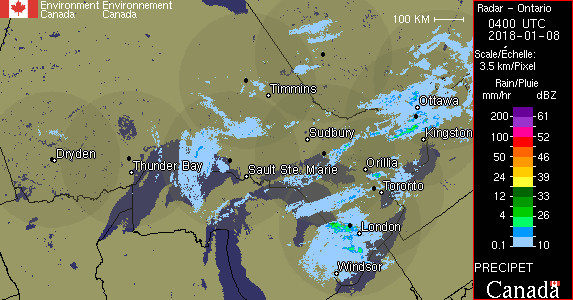 Environment Environnement
Canada Canada
100 KM
Timmins
Ottawa
Sudbury
Kingston
Dryden
Thunder Bay
Sault Ste. Marie
Orillia
Toronto
London
Windsor
Radar - Ontario
0400 UTC
2018-01-08
Scale/Échelle:
3.5 km/Pixel
Rain/Pluie
mm/hr dBZ
200 61
100 52
50 46
24 39
12 33
4 26
0.1 10
PRECIPET
Canada